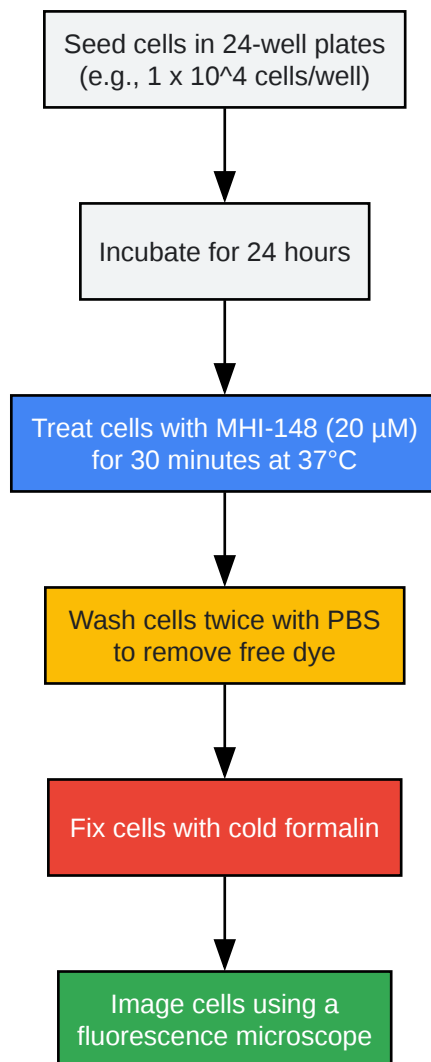 Seed cells in 24-well plates
(e.g., 1 x 10^4 cells/well)
Incubate for 24 hours
Treat cells with MHI-148 (20 µM)
for 30 minutes at 37°C
Wash cells twice with PBS
to remove free dye
Fix cells with cold formalin
Image cells using a
fluorescence microscope